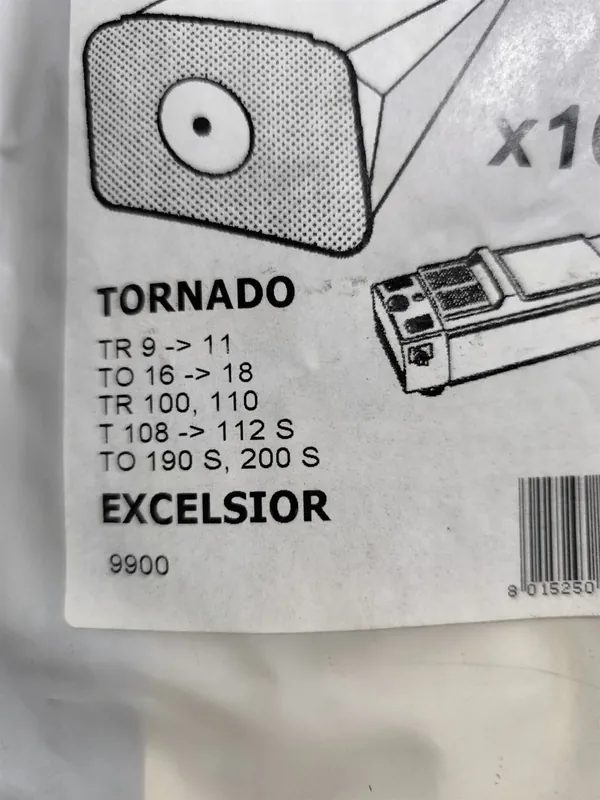 x10
TORNADO
TR 9 -> 11
TO 16 -> 18
TR 100, 110
T 108 -> 112 S
TO 190 S, 200 S
EXCELSIOR
9900
8 015250